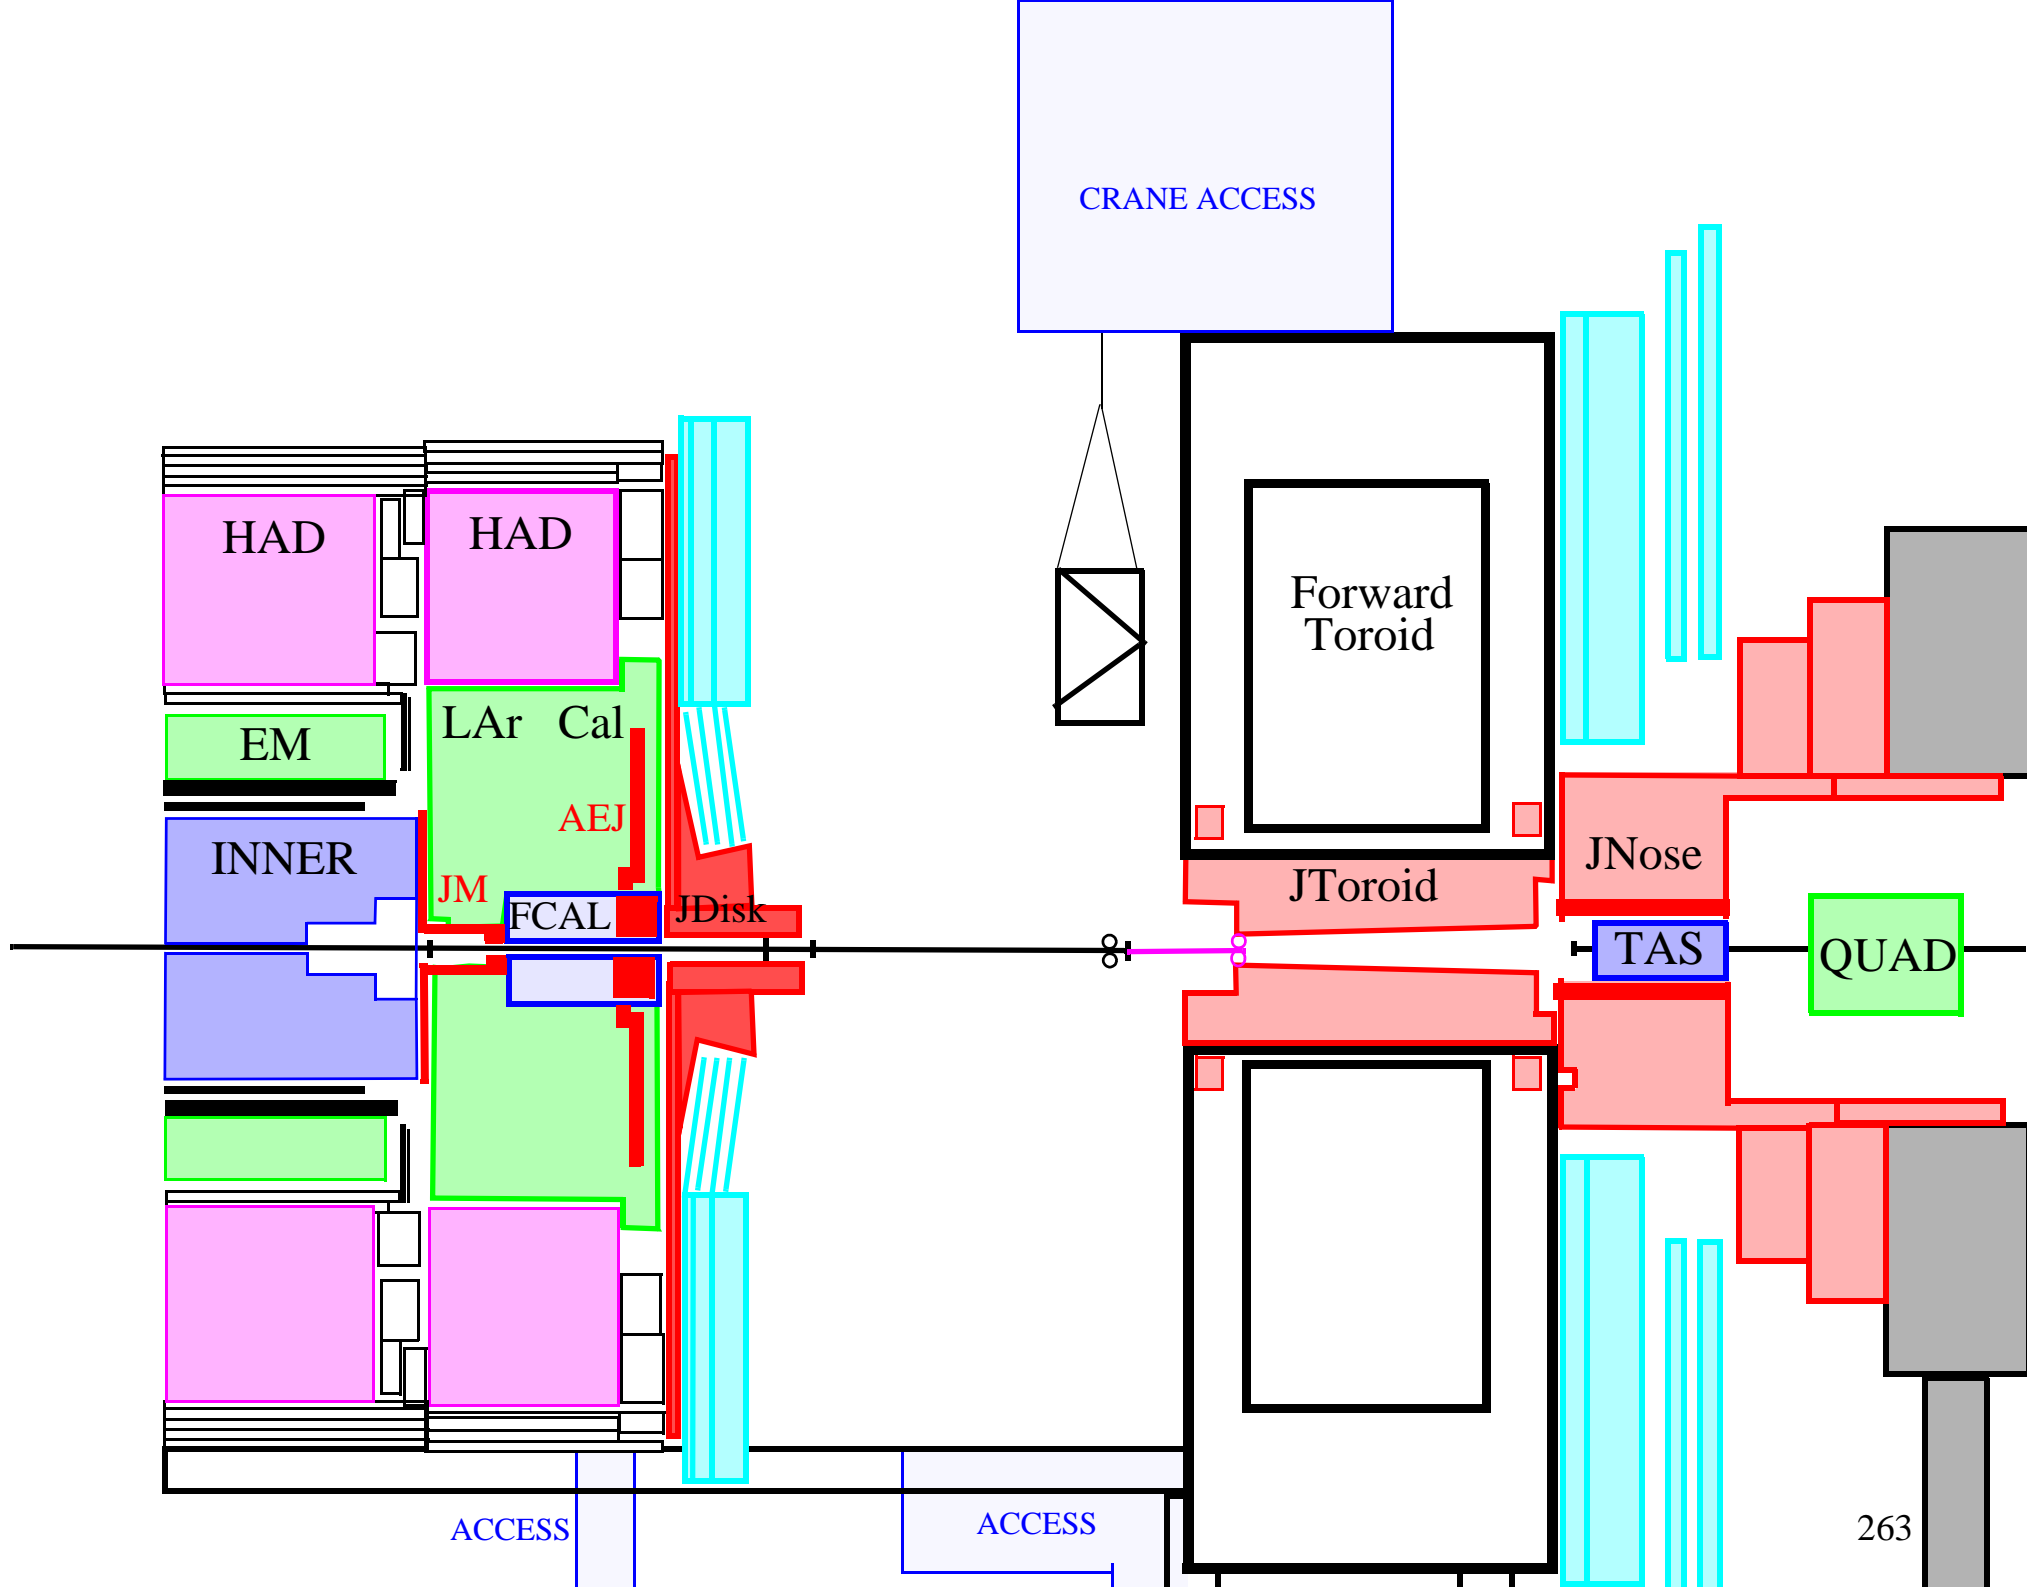 CRANE ACCESS
HAD
HAD
Forward
Toroid
LAr Cal
EM
AEJ
INNER
JM
FCAL
JDisk
JToroid
JNose
TAS
QUAD
ACCESS
ACCESS
263